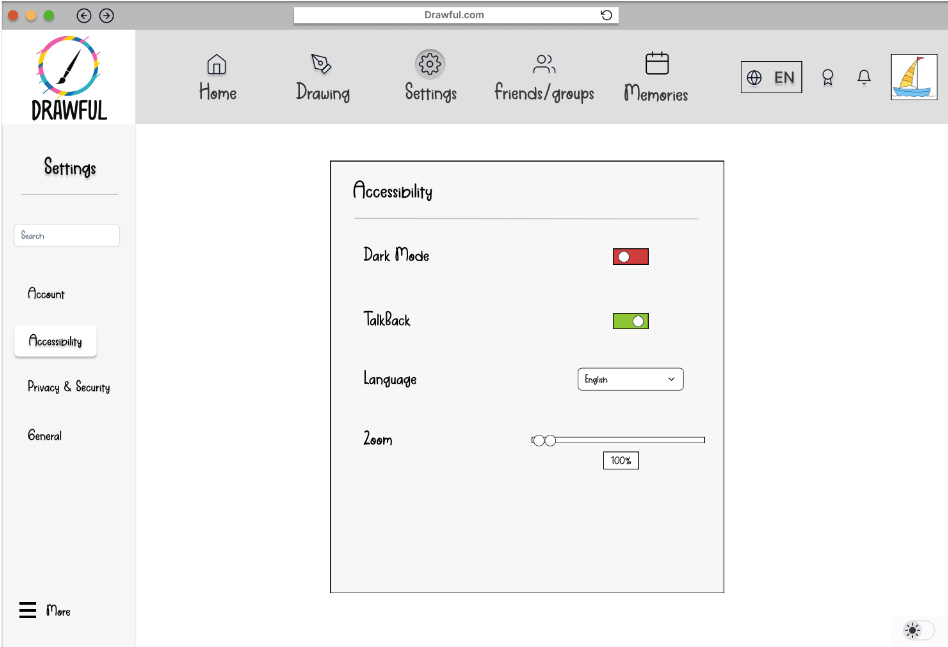 Drawful.com
DRAWFUL
Home
Drawing
Settings
friends/groups
Memories
EN
Settings
Search
Account
Accessibility
Privacy & Security
General
More
Accessibility
Dark Mode
TalkBack
Language
English
Zoom
100%